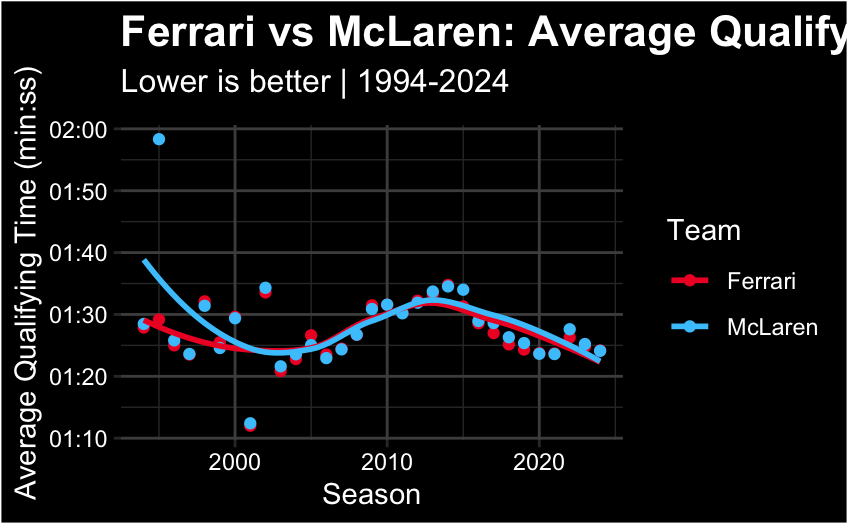 Ferrari vs McLaren: Average Qualify
Lower is better | 1994-2024
Average Qualifying Time (min:ss)
02:00
01:50
01:40
01:30
01:20
01:10
2000
2010
2020
Season
Team
Ferrari
McLaren